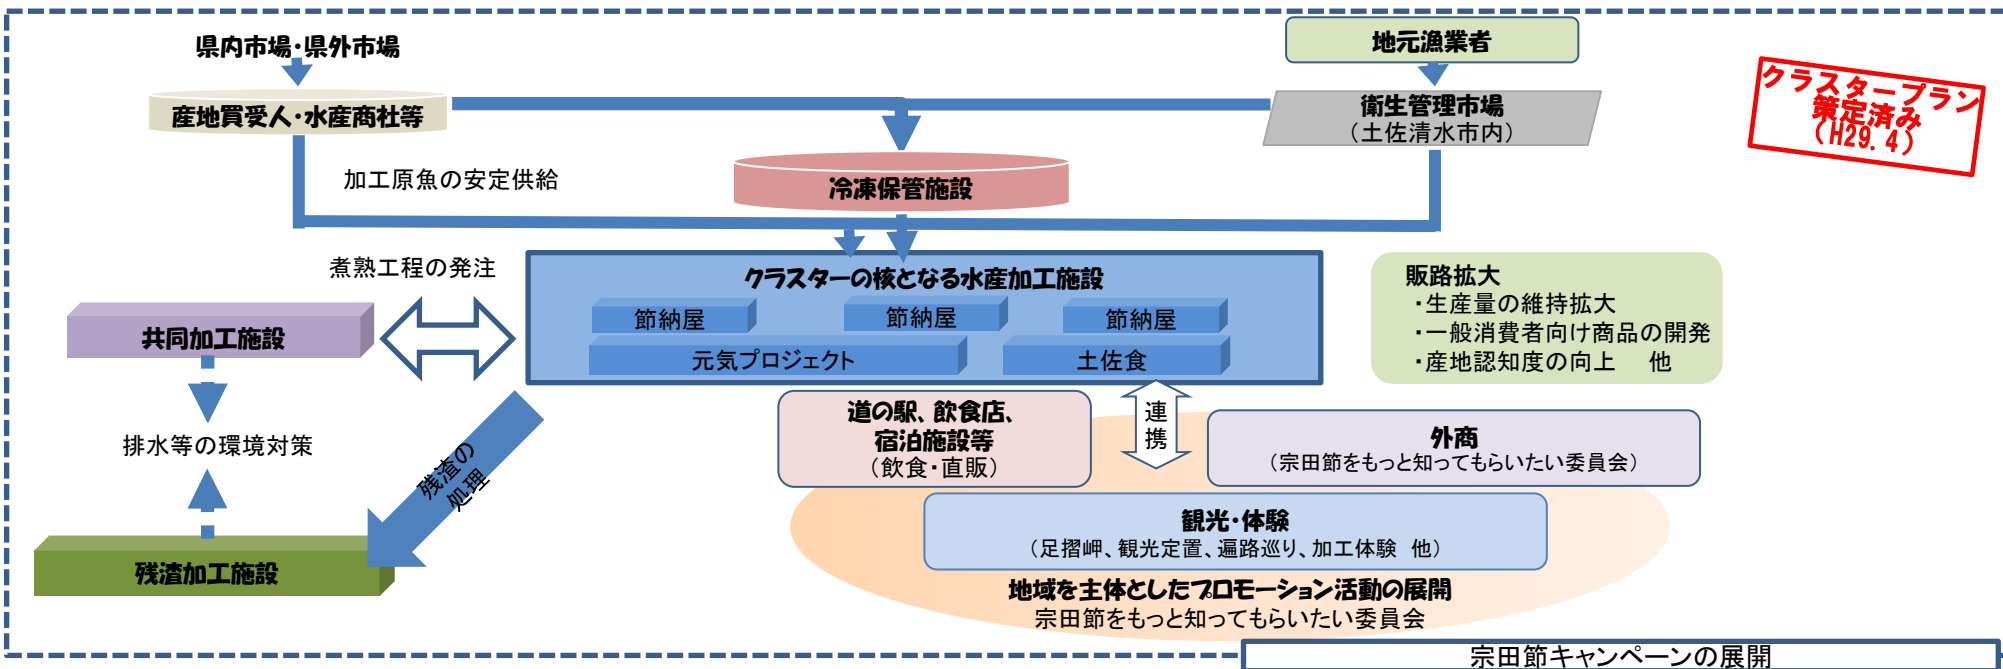 県内市場・県外市場
地元漁業者
クラスタープラン
策定済み
（H29.4）
産地買受人・水産商社等
衛生管理市場
（土佐清水市内）
加工原魚の安定供給
冷凍保管施設
煮熟工程の発注
クラスターの核となる水産加工施設
節納屋
節納屋
節納屋
元気プロジェクト
土佐食
販路拡大
・生産量の維持拡大
・一般消費者向け商品の開発
・産地認知度の向上　他
共同加工施設
排水等の環境対策
残渣の
処理
残渣加工施設
道の駅、飲食店、
宿泊施設等
（飲食・直販）
連
携
外商
（宗田節をもっと知ってもらいたい委員会）
観光・体験
（足摺岬、観光定置、遍路巡り、加工体験　他）
地域を主体としたプロモーション活動の展開
宗田節をもっと知ってもらいたい委員会
宗田節キャンペーンの展開